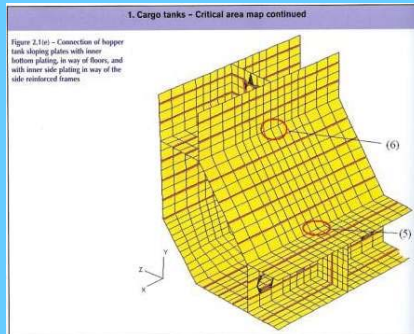 1. Cargo tanks – Critical area map continued
Figure 2.1(e) – Connection of hopper
tank sloping plates with inner
bottom plating, in way of floors, and
with inner side plating in way of the
side reinforced frames
(6)
(5)
Y
Z
X